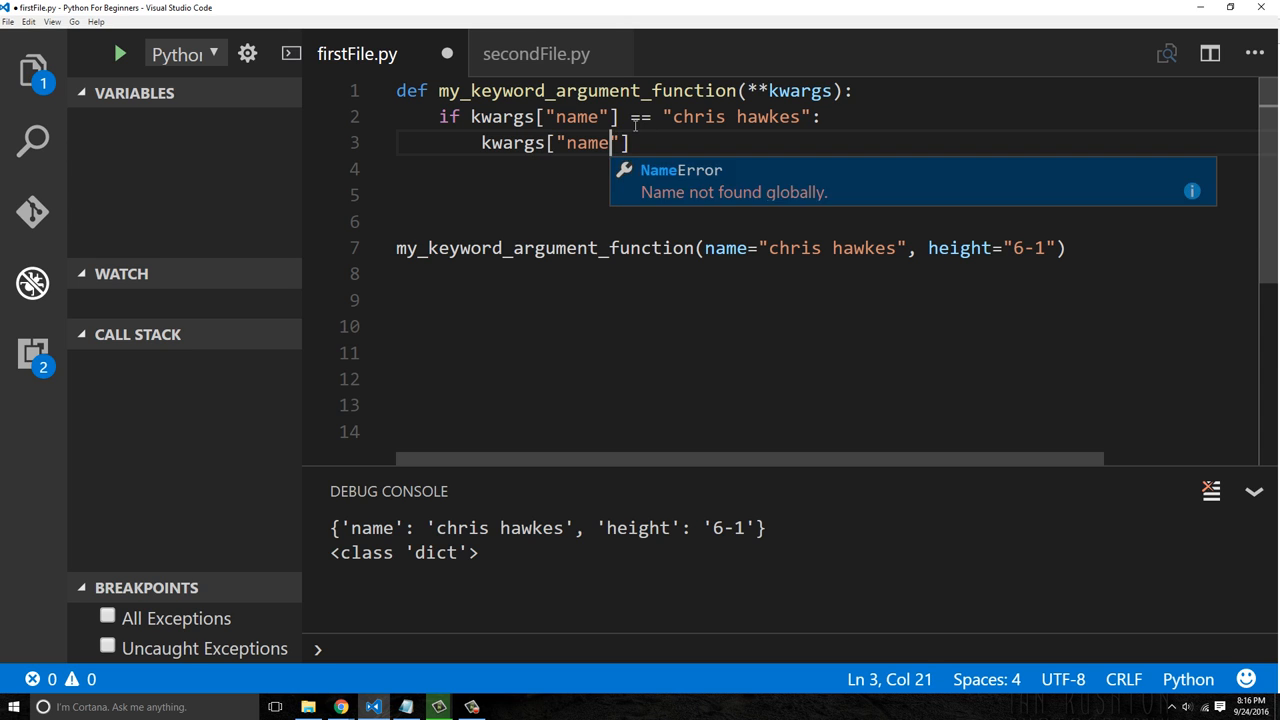 • firstFile.py - Python For Beginners - Visual Studio Code
File Edit View Go Help
Pythor firstFile.py secondFile.py
VARIABLES
WATCH
CALL STACK
BREAKPOINTS
All Exceptions
Uncaught Exceptions
1
2
1 def my_keyword_argument_function(**kwargs):
2 if kwargs["name"] == "chris hawkes":
3 kwargs["name"]
NameError
Name not found globally.
4
5
6
7 my_keyword_argument_function(name="chris hawkes", height="6-1")
8
9
10
11
12
13
14
DEBUG CONSOLE
{'name': 'chris hawkes', 'height': '6-1'}
<class 'dict'>
0 0 Ln 3, Col 21 Spaces: 4 UTF-8 CRLF Python
I'm Cortana. Ask me anything.
8:16 PM
9/24/2016